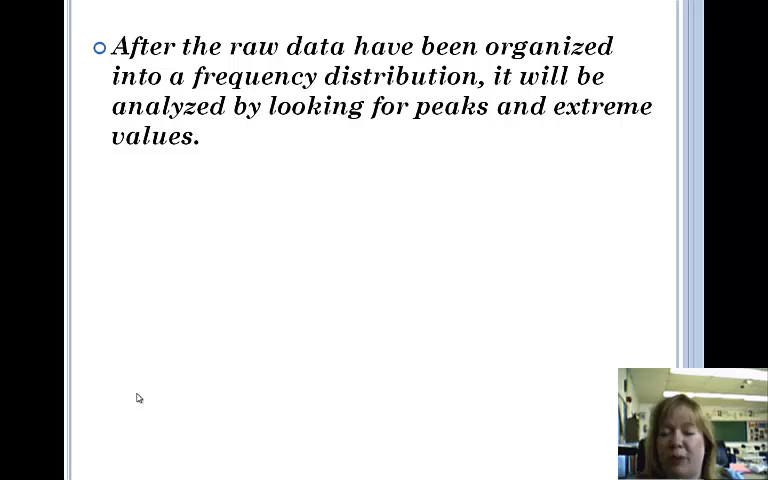 After the raw data have been organized
into a frequency distribution, it will be
analyzed by looking for peaks and extreme
values.